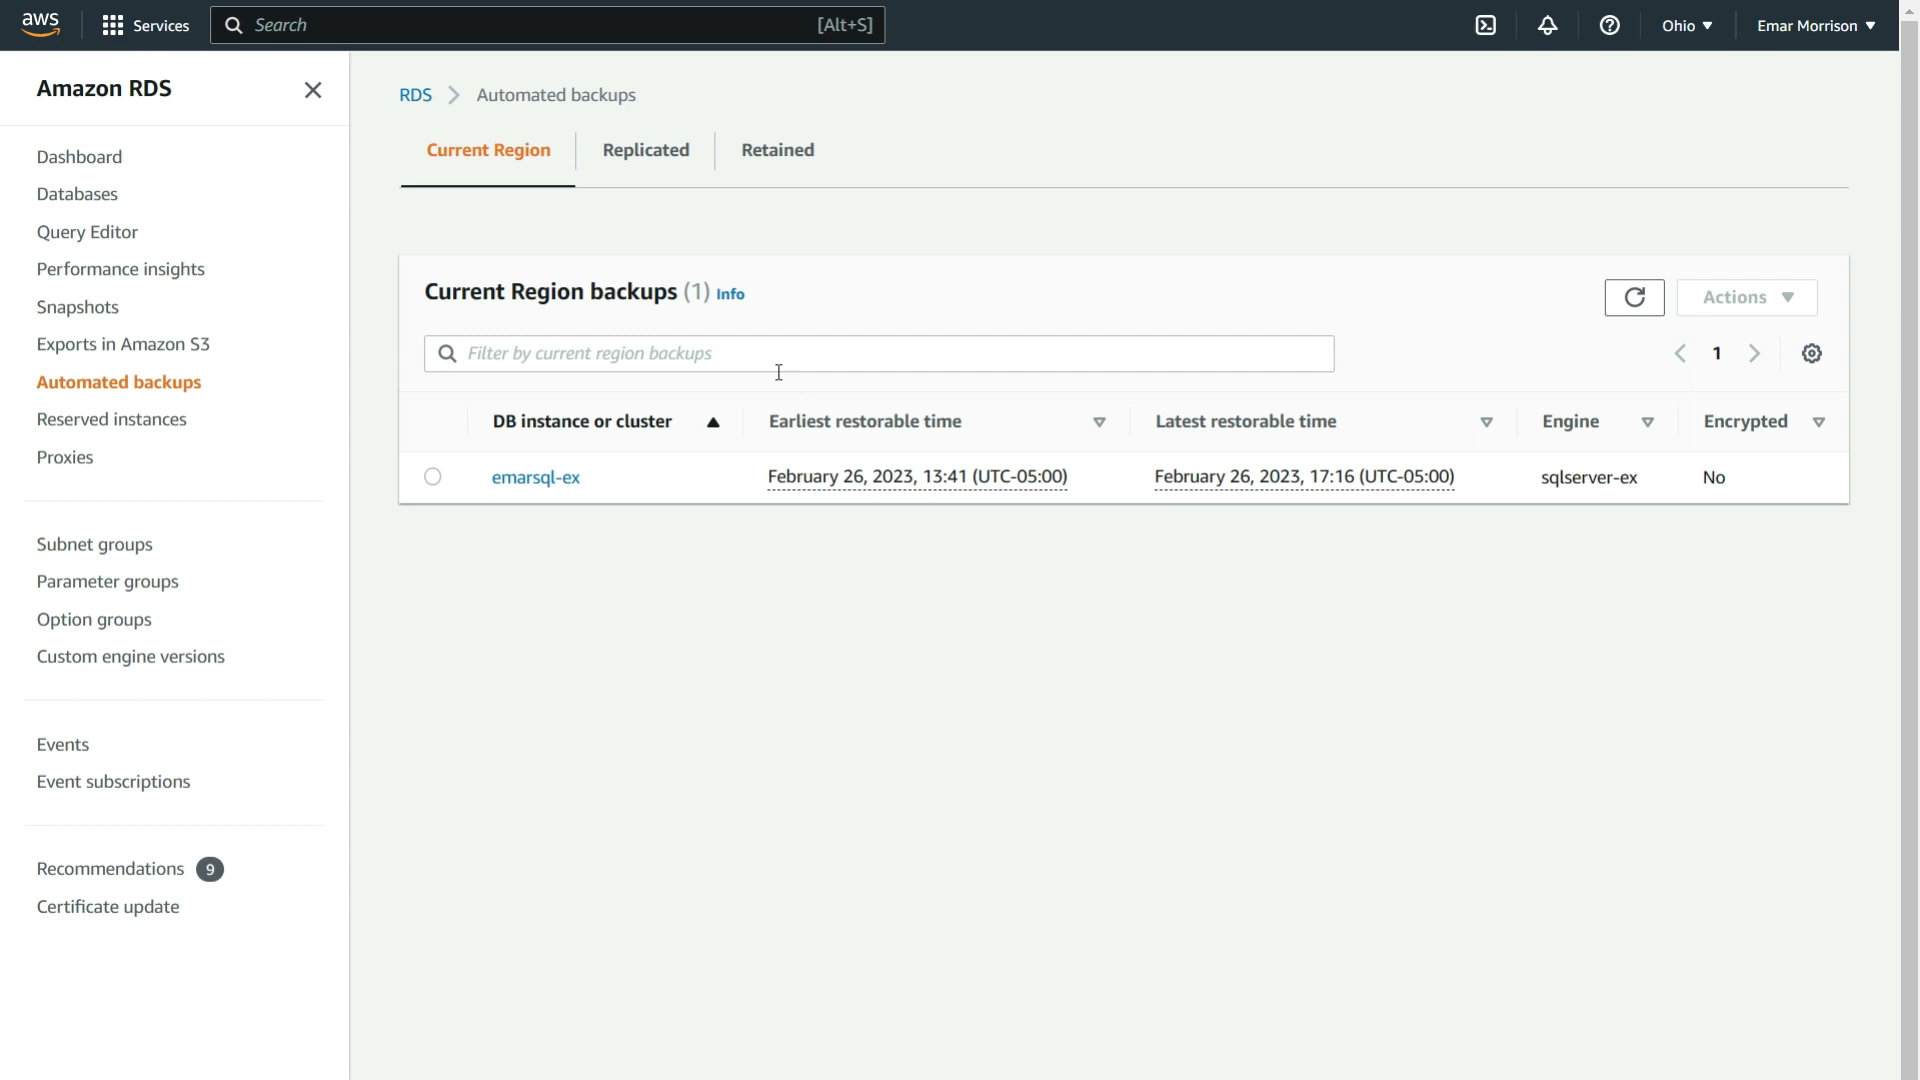 aws Services Search [Alt+S] Ohio Emar Morrison
Amazon RDS
Dashboard
Databases
Query Editor
Performance insights
Snapshots
Exports in Amazon S3
Automated backups
Reserved instances
Proxies
Subnet groups
Parameter groups
Option groups
Custom engine versions
Events
Event subscriptions
Recommendations 9
Certificate update
RDS Automated backups
Current Region Replicated Retained
Current Region backups (1) Info Actions
Filter by current region backups 1
DB instance or cluster Earliest restorable time Latest restorable time Engine Encrypted
emarsql-ex February 26, 2023, 13:41 (UTC-05:00) February 26, 2023, 17:16 (UTC-05:00) sqlserver-ex No